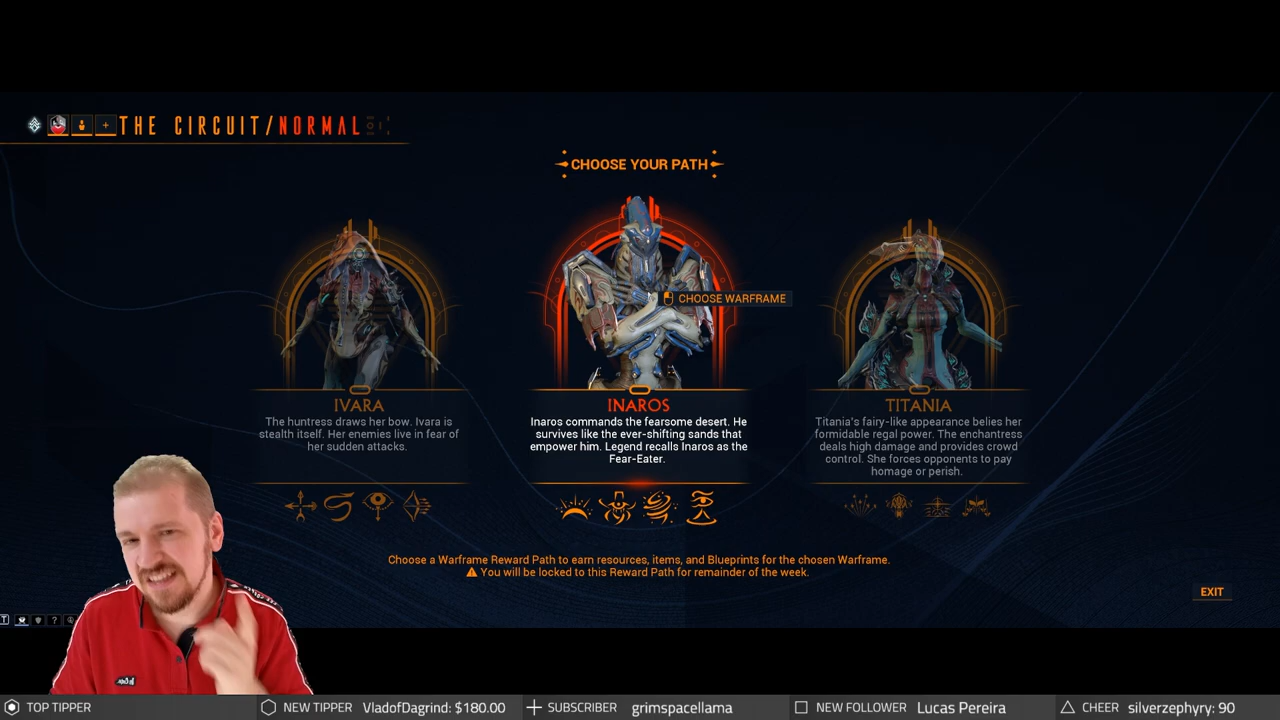 THE CIRCUIT/NORMAL
CHOOSE YOUR PATH
CHOOSE WARFRAME
IVARA
The huntress draws her bow. Ivara is
stealth itself. Her enemies live in fear of
her sudden attacks.
INAROS
Inaros commands the fearsome desert. He
survives like the ever-shifting sands that
empower him. Legend recalls Inaros as the
Fear-Eater.
TITANIA
Titania's fairy-like appearance belies her
formidable regal power. The enchantress
deals high damage and provides crowd
control. She forces opponents to pay
homage or perish.
Choose a Warframe Reward Path to earn resources, items, and Blueprints for the chosen Warframe.
You will be locked to this Reward Path for remainder of the week.
EXIT
T
?
TOP TIPPER
NEW TIPPER VladofDagrind: $180.00
SUBSCRIBER grimspacellama
NEW FOLLOWER Lucas Pereira
CHEER silverzephyry: 90